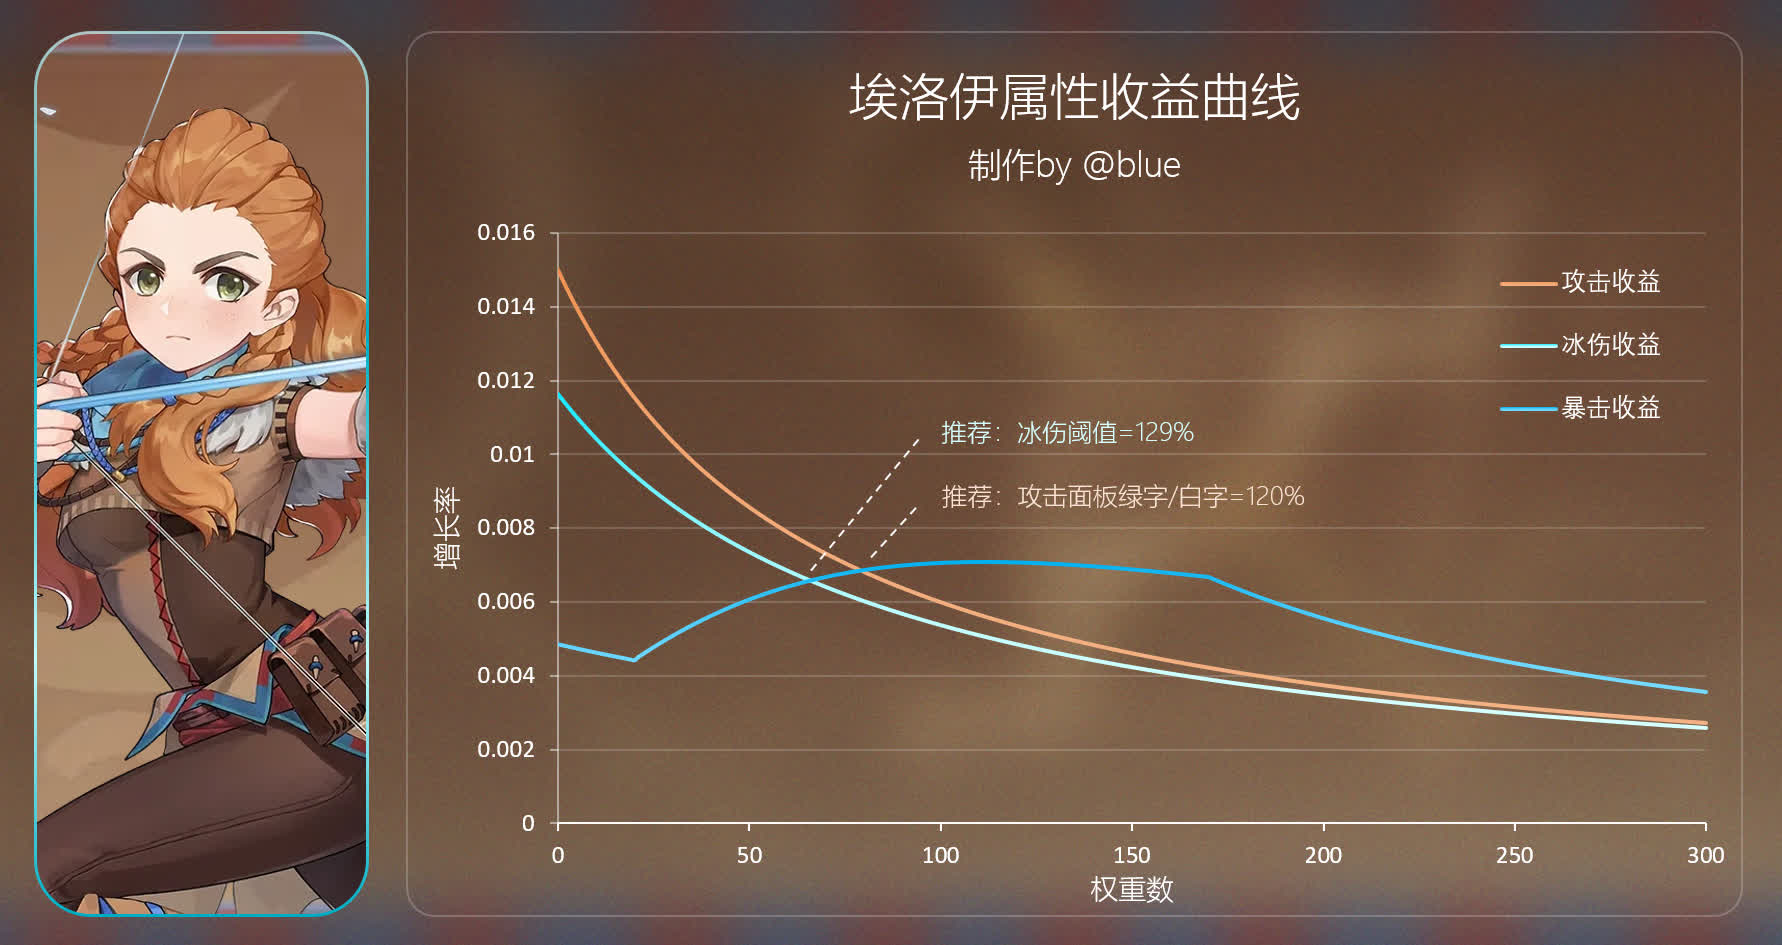 埃洛伊属性收益曲线
制作by @blue
0.016
0.014
0.012
0.01
0.008
0.006
0.004
0.002
0
增长率
攻击收益
冰伤收益
暴击收益
推荐：冰伤阈值=129%
推荐：攻击面板绿字/白字=120%
0 50 100 150 200 250 300
权重数